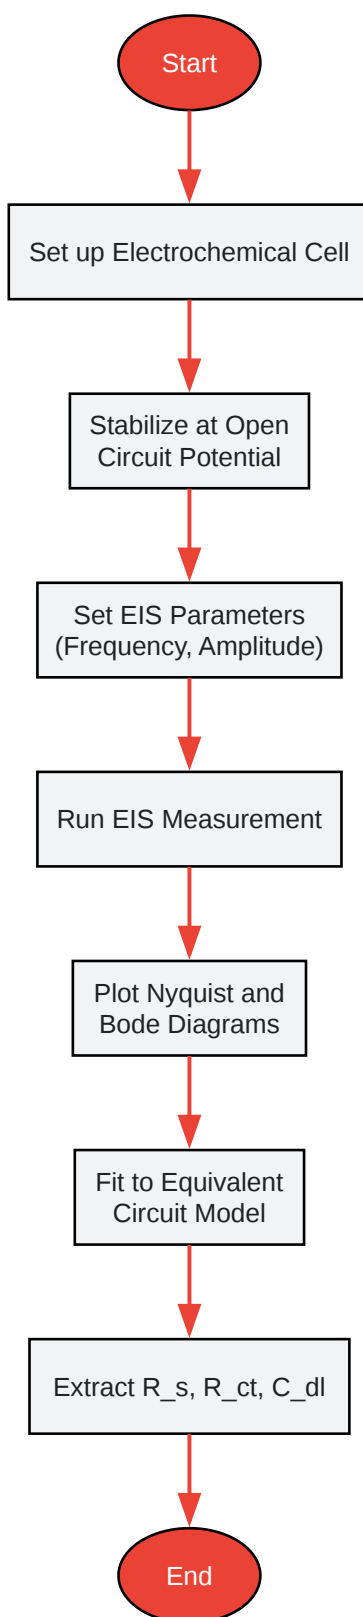 Start
Set up Electrochemical Cell
Stabilize at Open
Circuit Potential
Set EIS Parameters
(Frequency, Amplitude)
Run EIS Measurement
Plot Nyquist and
Bode Diagrams
Fit to Equivalent
Circuit Model
Extract R_s, R_ct, C_dl
End